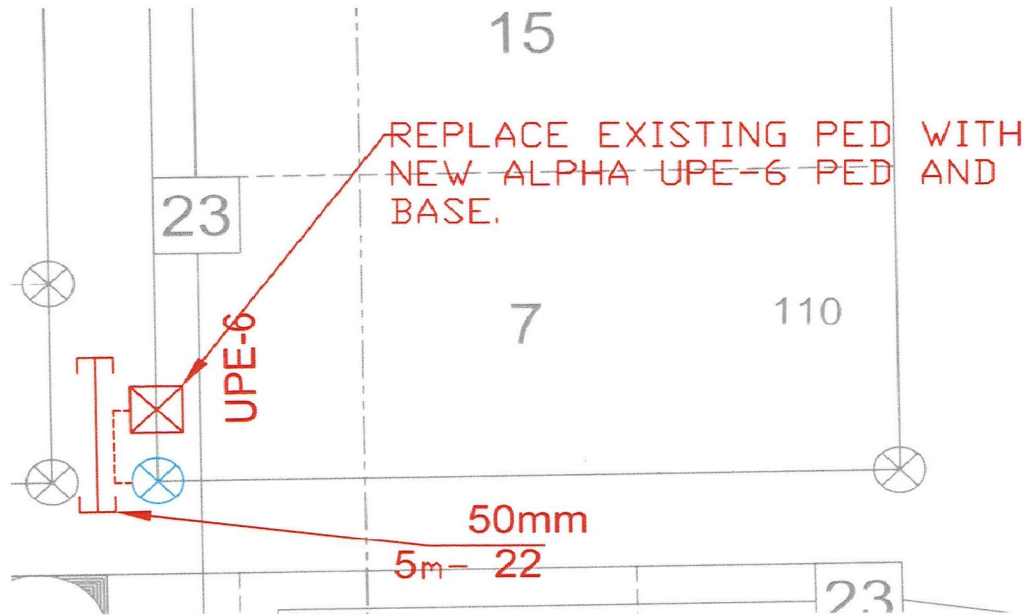 15
REPLACE EXISTING PED WITH
NEW ALPHA UPE-6 PED AND
BASE.
23
7
110
UPE-6
50mm
5m- 22
23